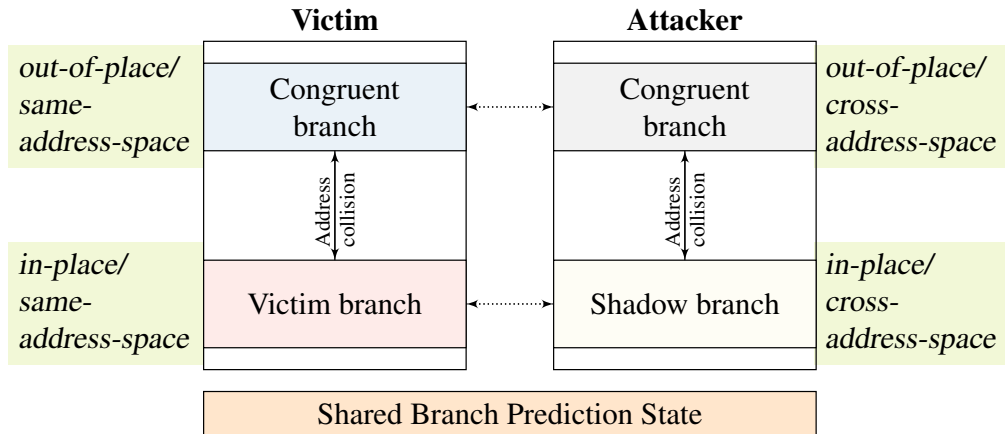 Victim
Attacker
out-of-place/
same-
address-space
Congruent
branch
Congruent
branch
out-of-place/
cross-
address-space
Address
collision
Address
collision
in-place/
same-
address-space
Victim branch
Shadow branch
in-place/
cross-
address-space
Shared Branch Prediction State